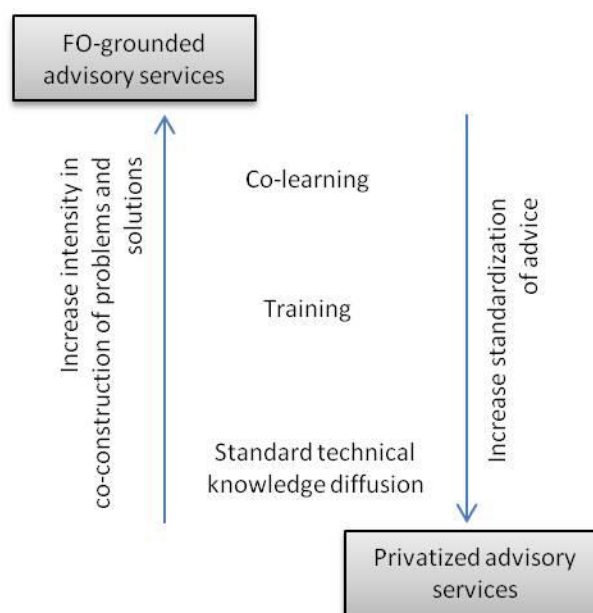 FO-grounded
advisory services
Increase intensity in
co-construction of problems and
solutions
Co-learning
Training
Standard technical
knowledge diffusion
Increase standardization
of advice
Privatized advisory
services